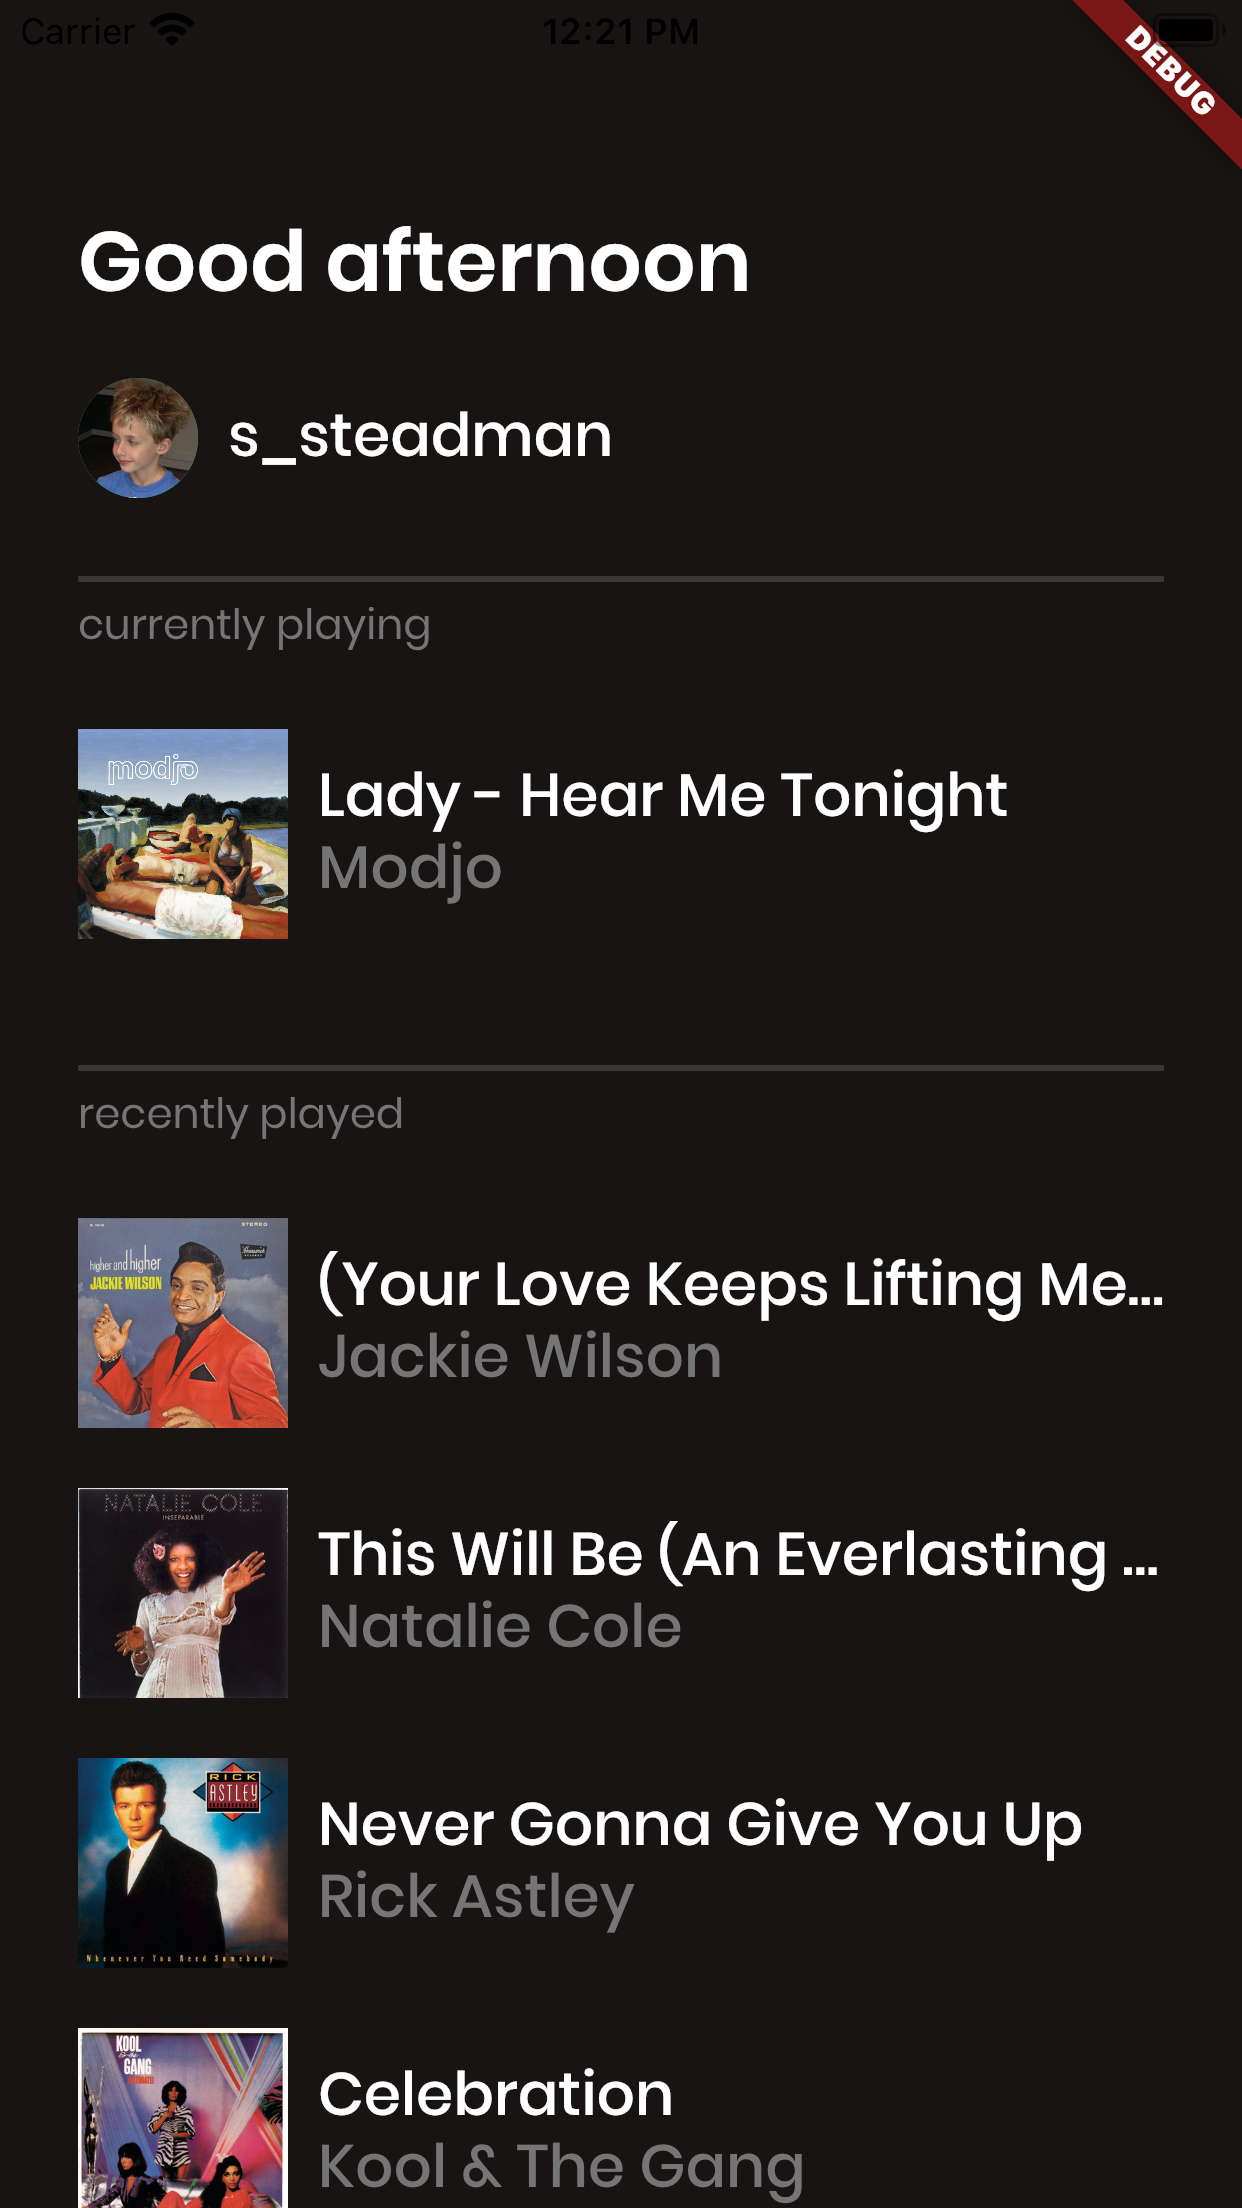 Carrier
12:21 PM
DEBUG
Good afternoon
s_steadman
currently playing
modjo
Lady - Hear Me Tonight
Modjo
recently played
STEREO
higher and higher
JACKIE WILSON
(Your Love Keeps Lifting Me...
Jackie Wilson
NATALIE COLE
INSEPARABLE
This Will Be (An Everlasting ...
Natalie Cole
RICK
ASTLEY
Whenever You Need Somebody
Never Gonna Give You Up
Rick Astley
KOOL
& the
GANG
CELEBRATE!
Celebration
Kool & The Gang